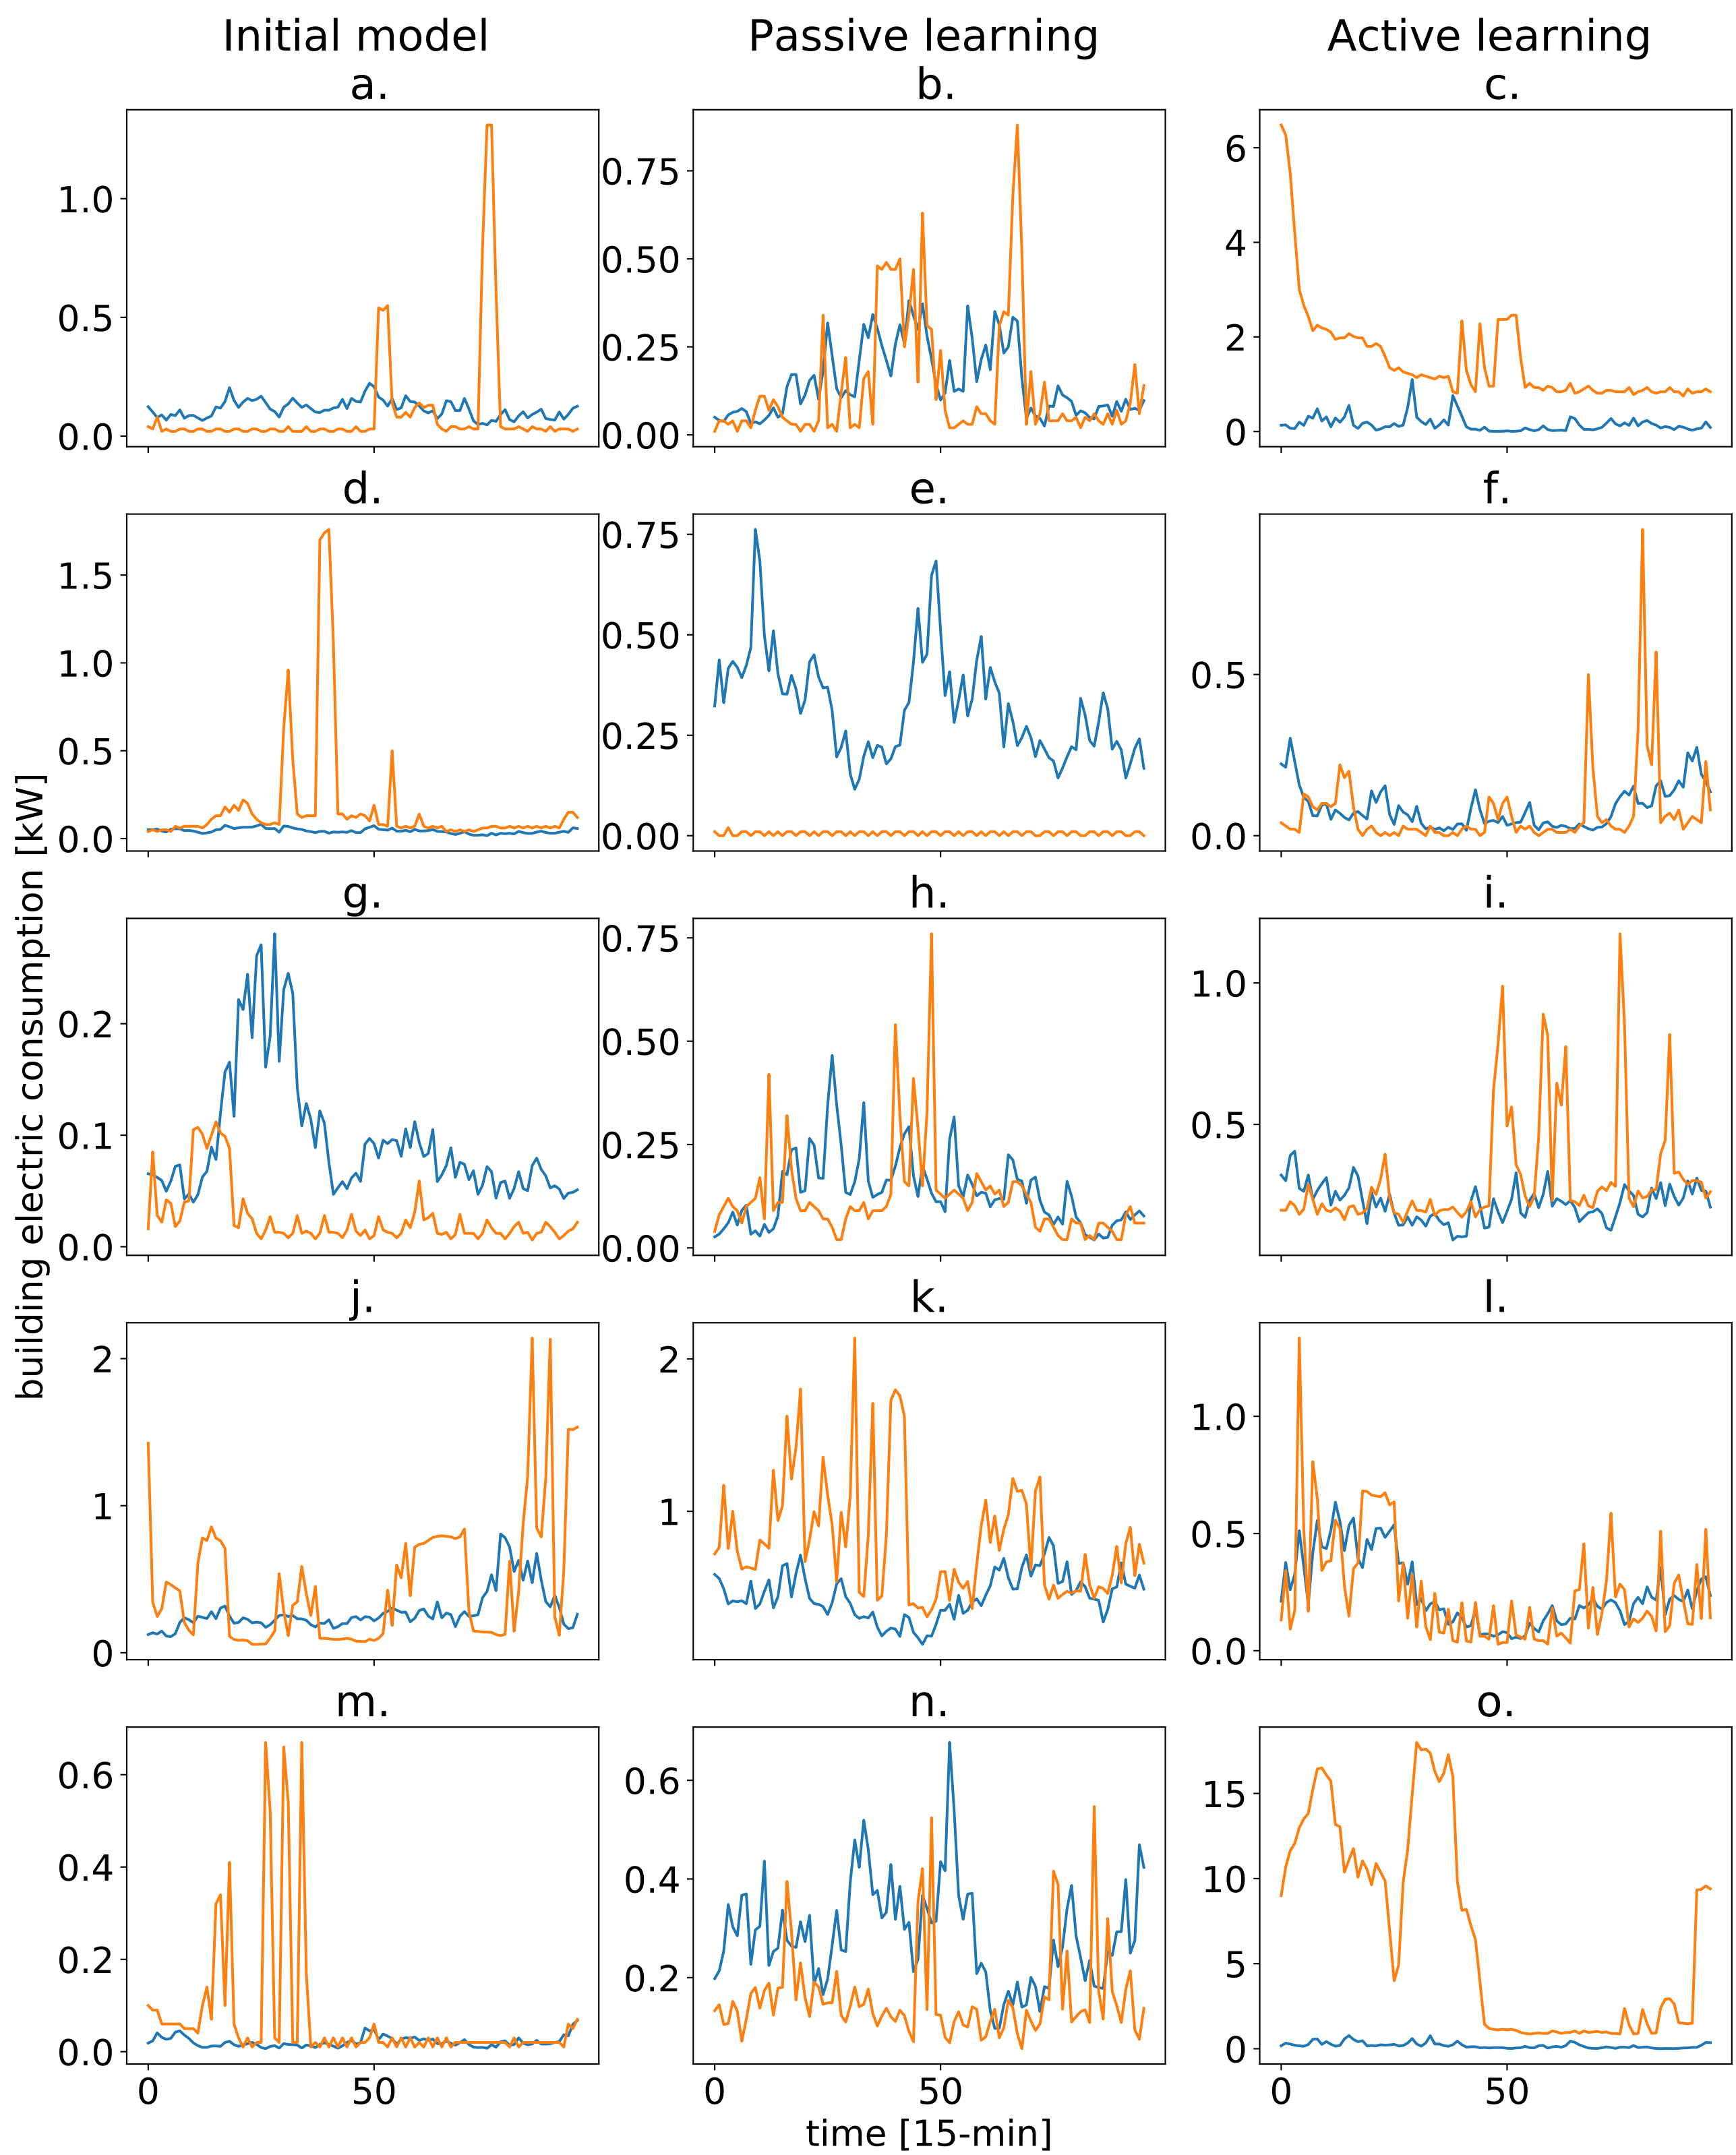 Initial model
Passive learning
Active learning
a.
b.
c.
1.0
0.5
0.0
0.75
0.50
0.25
0.00
6
4
2
0
d.
e.
f.
1.5
1.0
0.5
0.0
0.75
0.50
0.25
0.00
0.5
0.0
building electric consumption [kW]
g.
h.
i.
0.2
0.1
0.0
0.75
0.50
0.25
0.00
1.0
0.5
j.
k.
l.
2
1
0
2
1
1.0
0.5
0.0
m.
n.
o.
0.6
0.4
0.2
0.0
0.6
0.4
0.2
15
10
5
0
0 50
0 50
0 50
time [15-min]